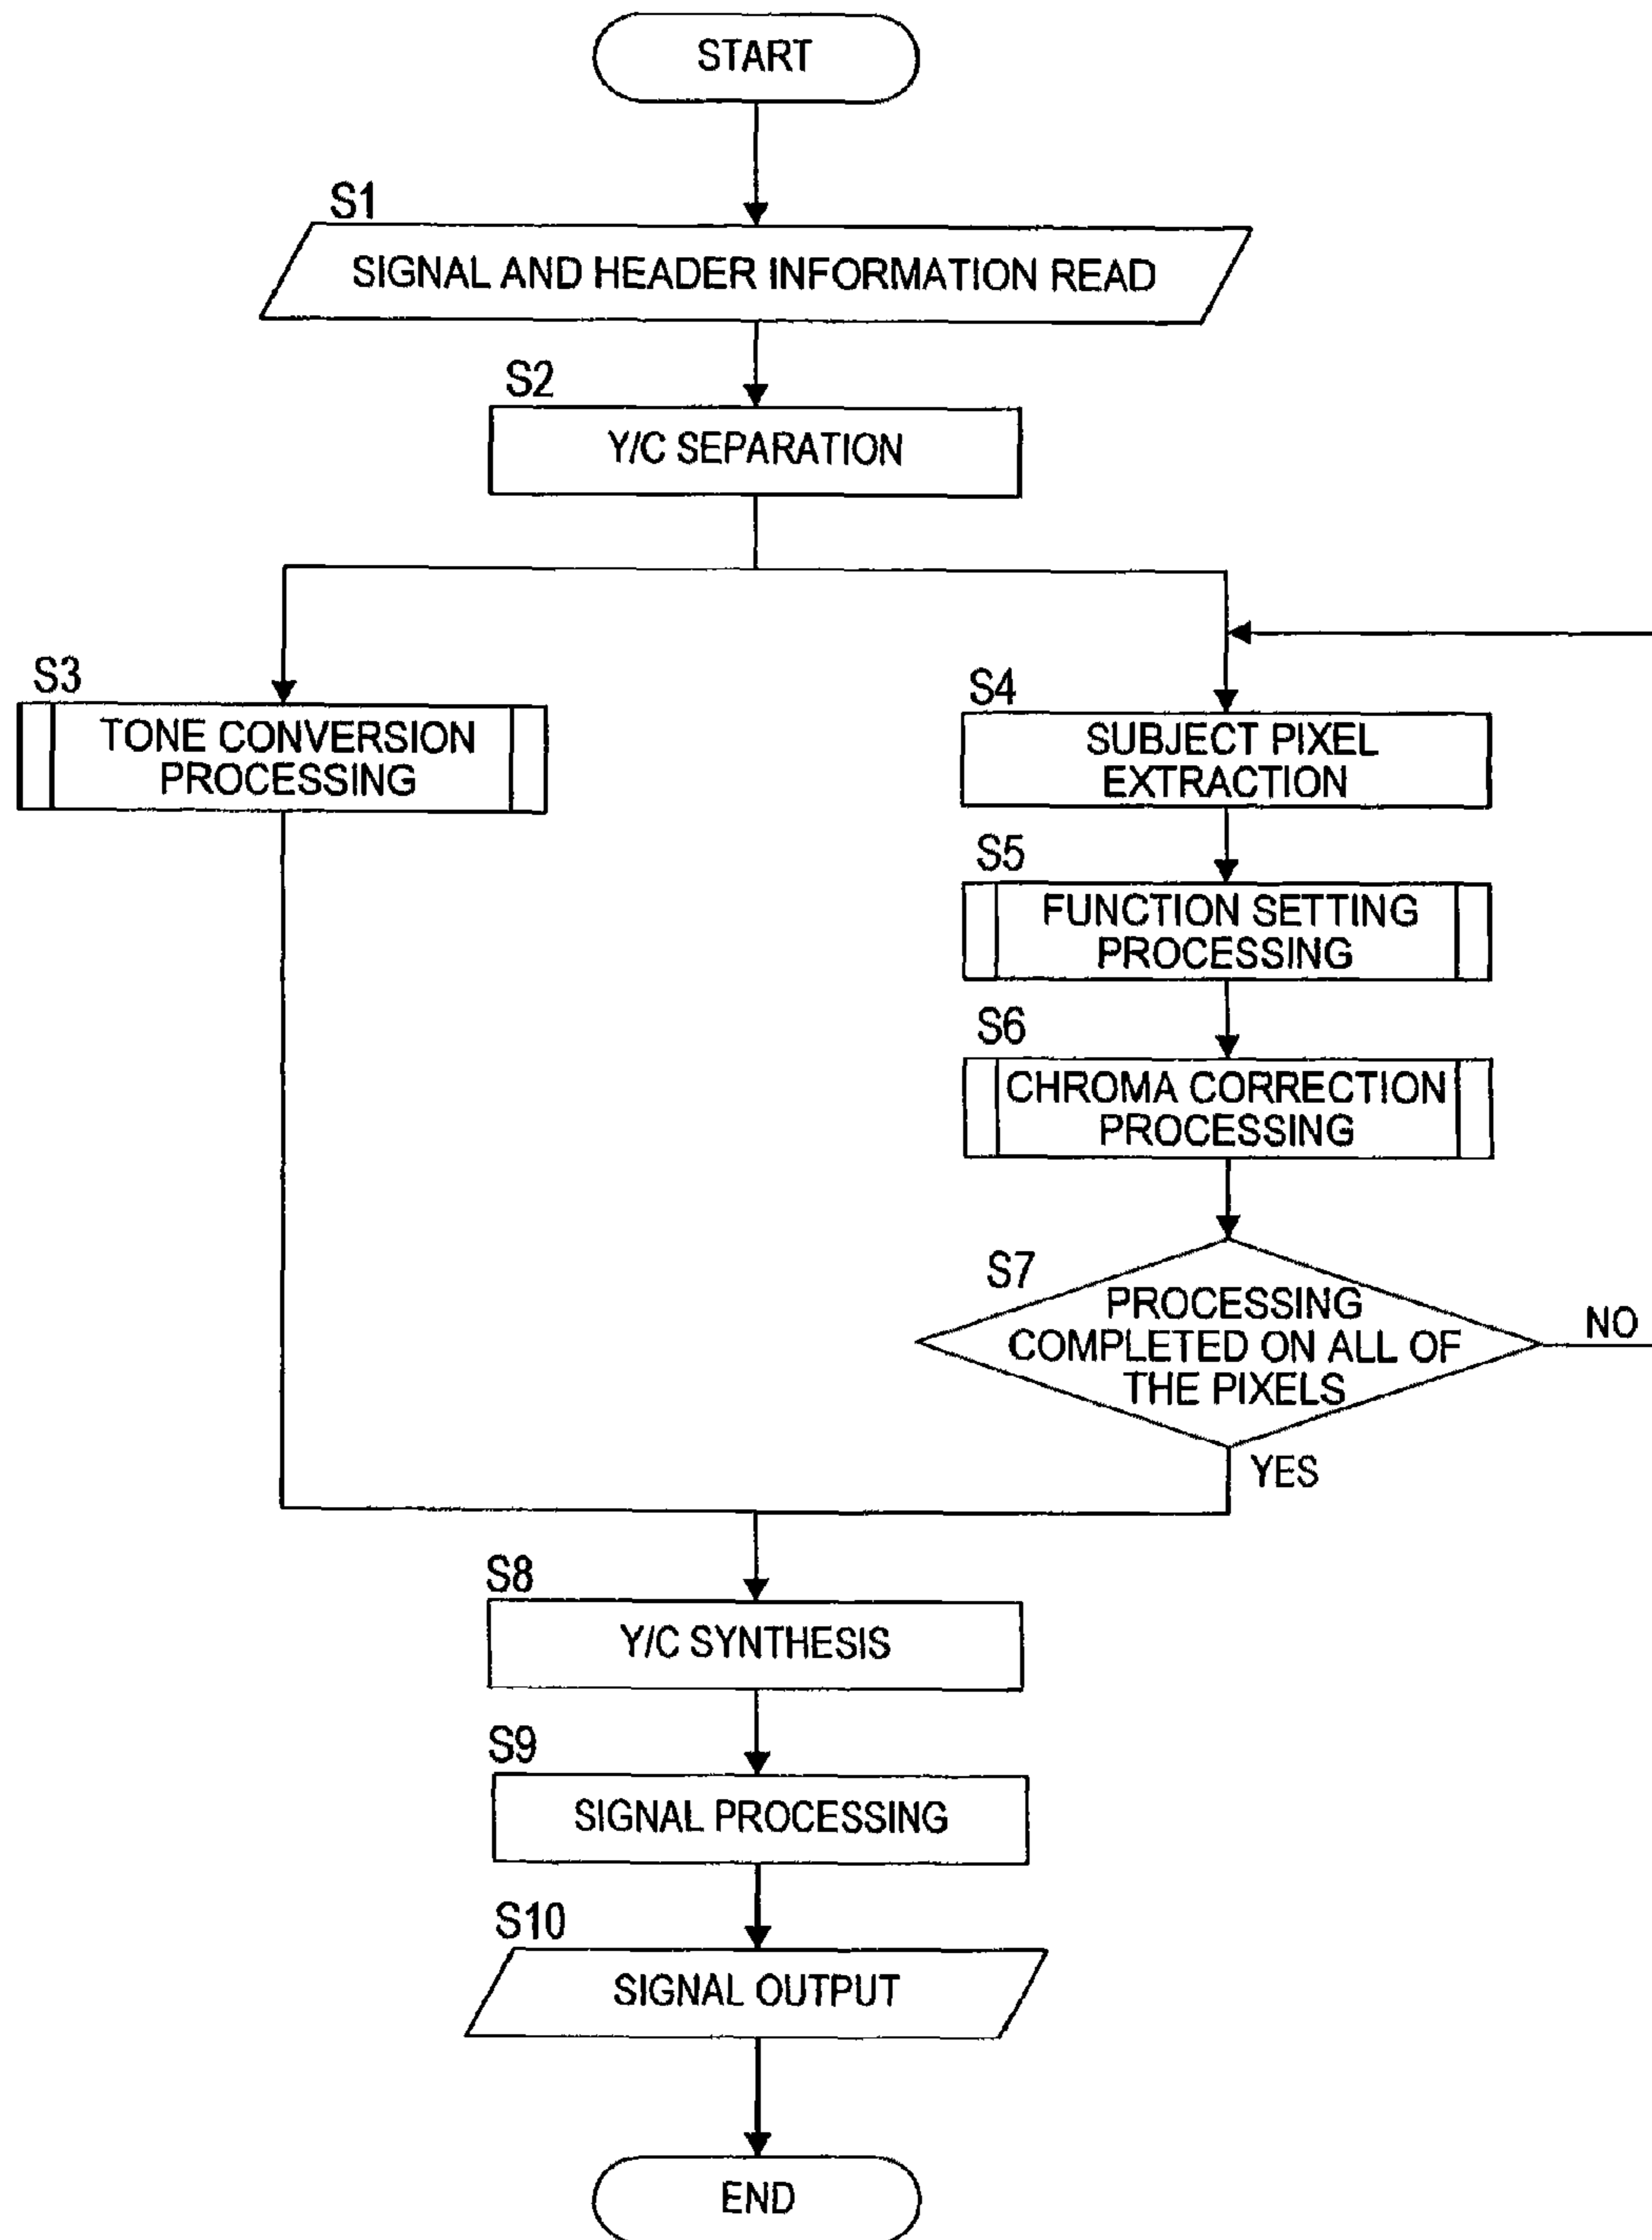 START
S1
SIGNAL AND HEADER INFORMATION READ
S2
Y/C SEPARATION
S3
TONE CONVERSION
PROCESSING
S4
SUBJECT PIXEL
EXTRACTION
S5
FUNCTION SETTING
PROCESSING
S6
CHROMA CORRECTION
PROCESSING
S7
PROCESSING
COMPLETED ON ALL OF
THE PIXELS
NO
YES
S8
Y/C SYNTHESIS
S9
SIGNAL PROCESSING
S10
SIGNAL OUTPUT
END